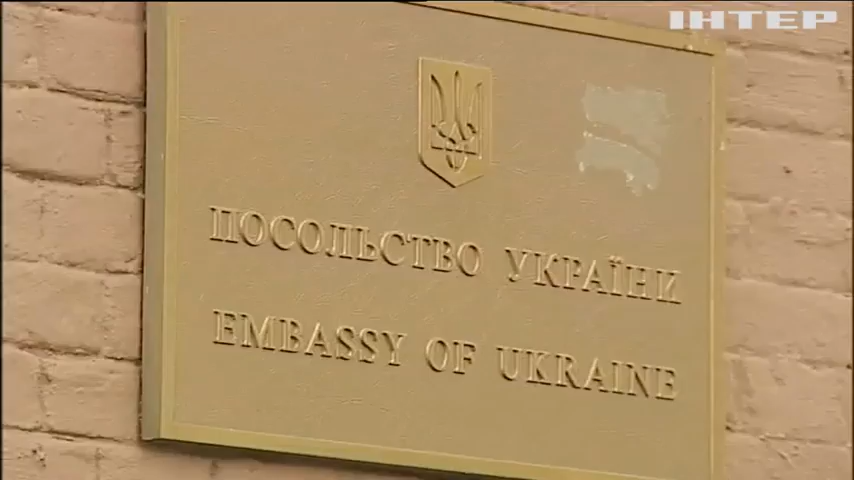 ІНТЕР
ПОСОЛЬСТВО УКРАЇНИ
EMBASSY OF UKRAINE